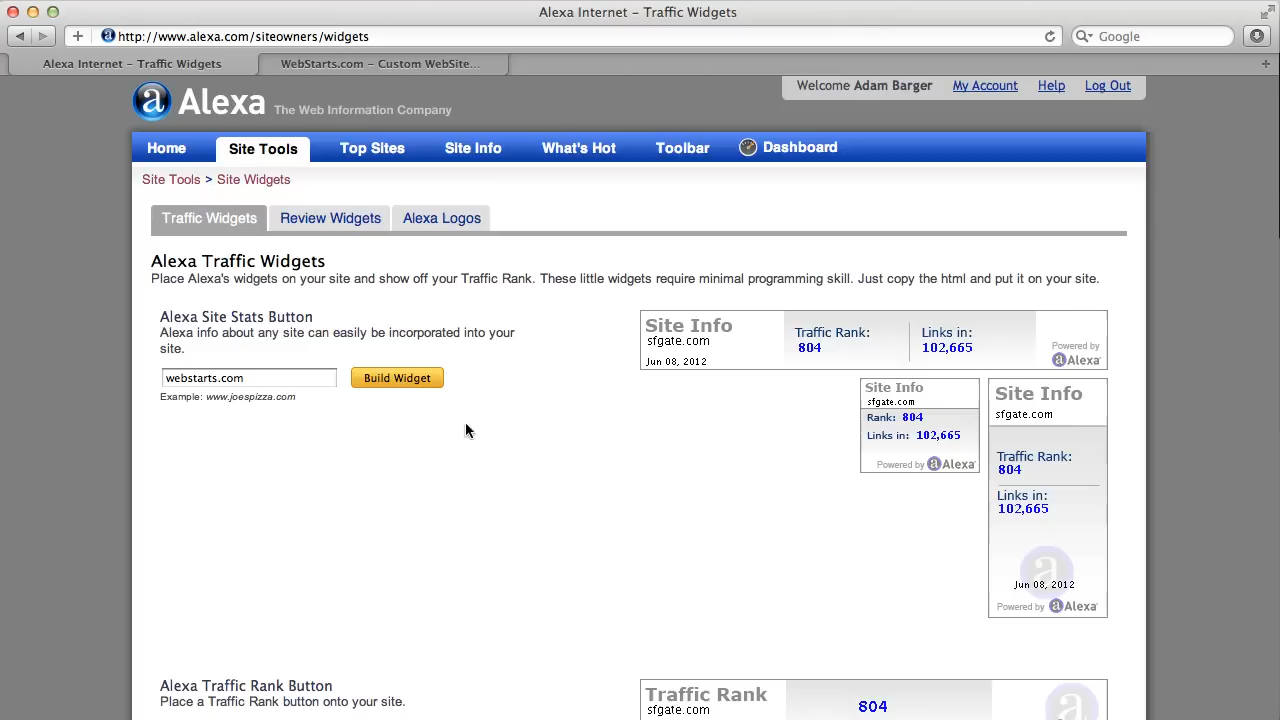 Alexa Internet – Traffic Widgets
http://www.alexa.com/siteowners/widgets
Google
Alexa Internet – Traffic Widgets
WebStarts.com – Custom WebSite...
Alexa The Web Information Company
Welcome Adam Barger My Account Help Log Out
Home Site Tools Top Sites Site Info What's Hot Toolbar Dashboard
Site Tools > Site Widgets
Traffic Widgets Review Widgets Alexa Logos
Alexa Traffic Widgets
Place Alexa's widgets on your site and show off your Traffic Rank. These little widgets require minimal programming skill. Just copy the html and put it on your site.
Alexa Site Stats Button
Alexa info about any site can easily be incorporated into your
site.
webstarts.com
Build Widget
Example: www.joespizza.com
Site Info
sfgate.com
Jun 08, 2012
Traffic Rank:
804
Links in:
102,665
Powered by
Alexa
Site Info
sfgate.com
Rank: 804
Links in: 102,665
Powered by Alexa
Site Info
sfgate.com
Traffic Rank:
804
Links in:
102,665
Jun 08, 2012
Powered by Alexa
Alexa Traffic Rank Button
Place a Traffic Rank button onto your site.
Traffic Rank
sfgate.com
804